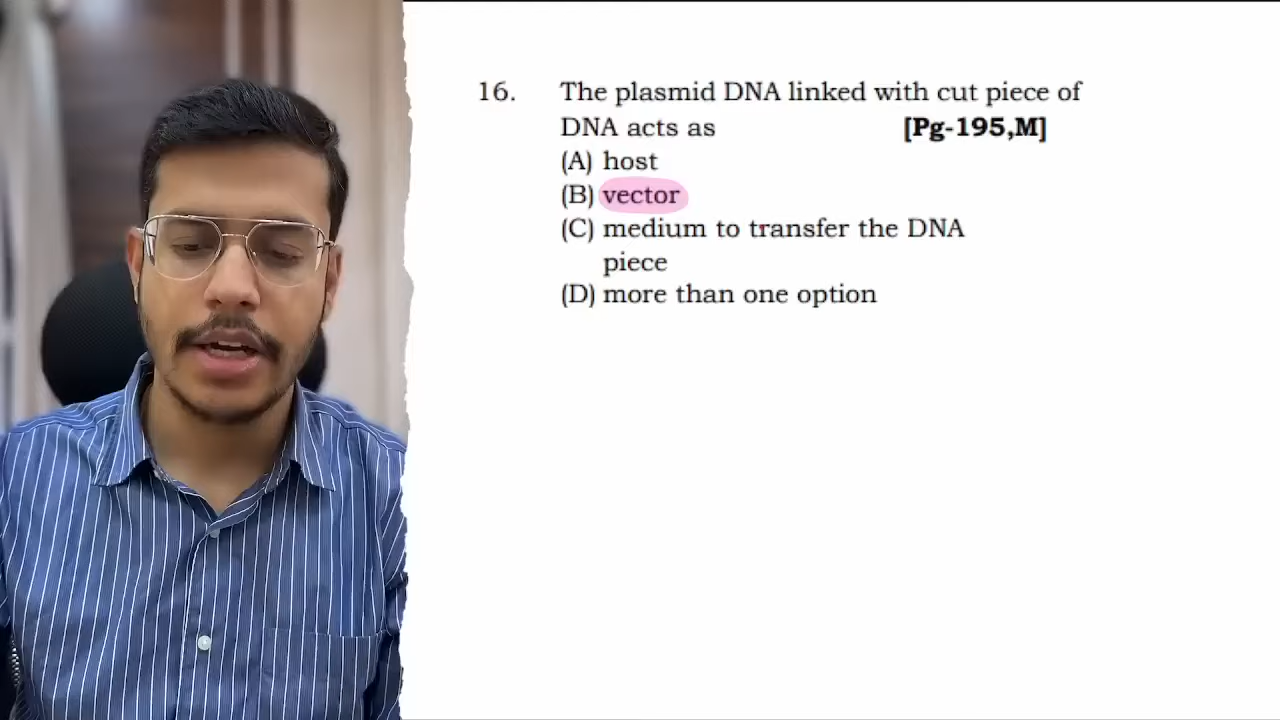 16. The plasmid DNA linked with cut piece of
DNA acts as [Pg-195,M]
(A) host
(B) vector
(C) medium to transfer the DNA
piece
(D) more than one option